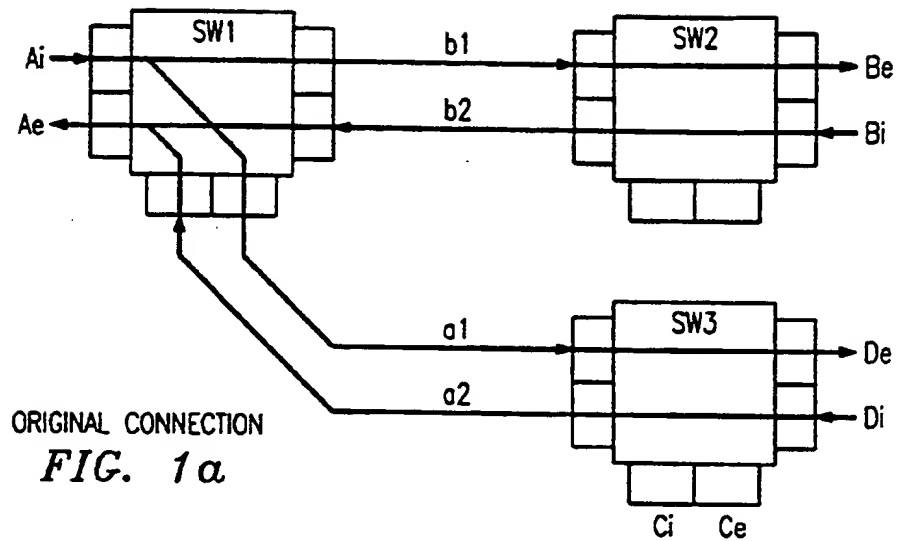 SW1
b1
SW2
Ai
Be
Ae
b2
Bi
SW3
a1
De
a2
Di
ORIGINAL CONNECTION
FIG. 1a
Ci Ce